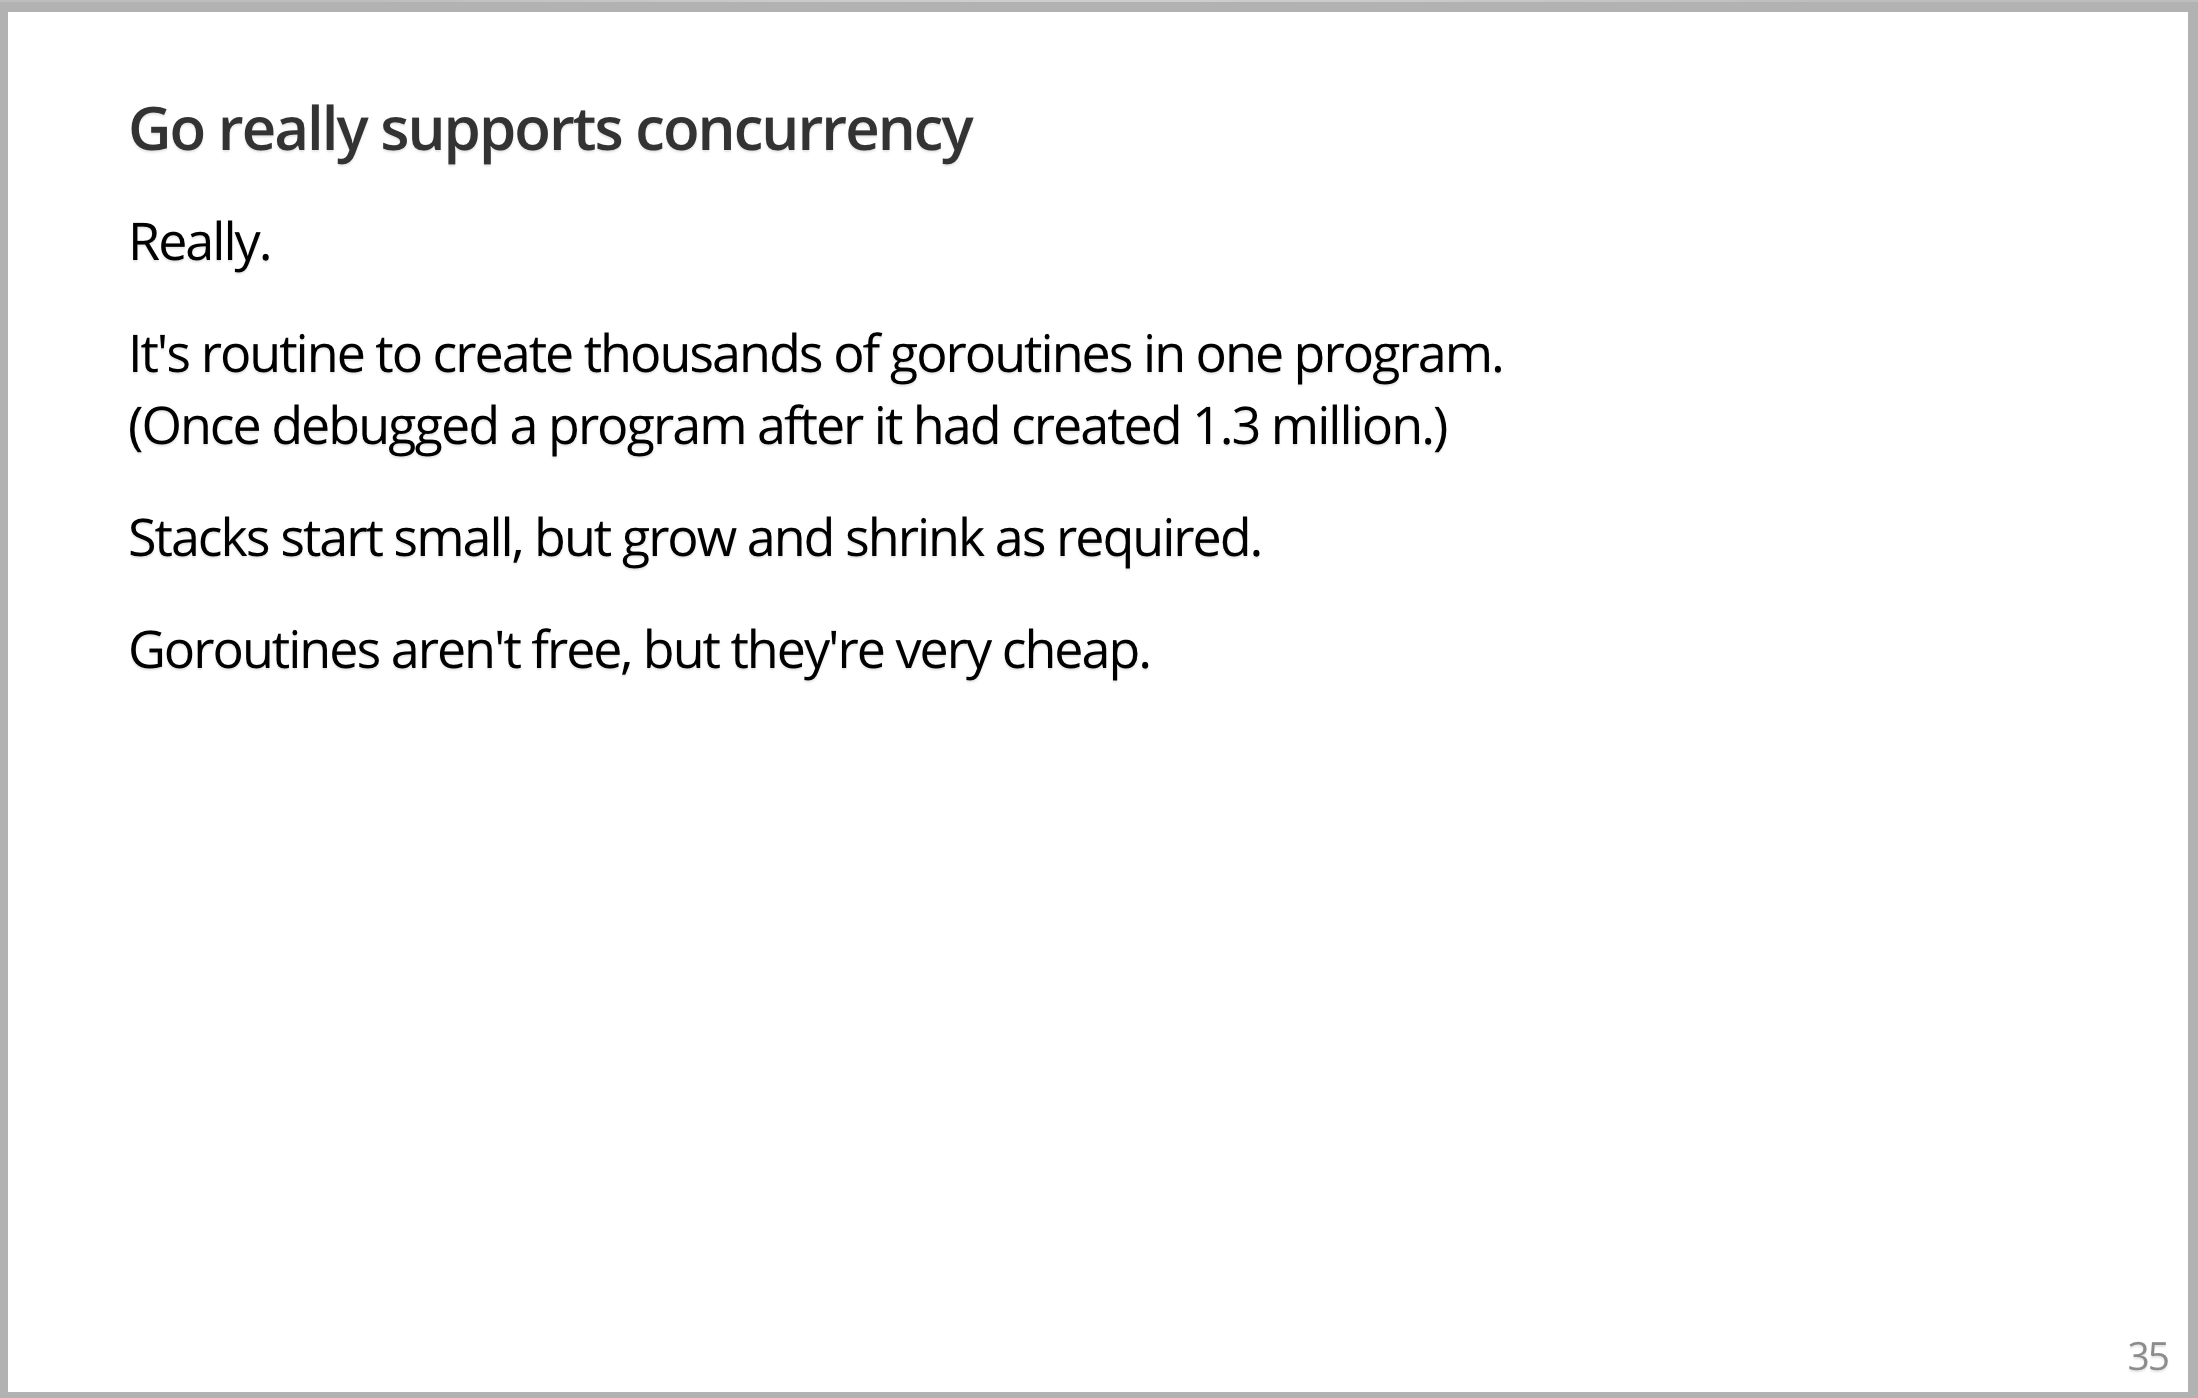 Go really supports concurrency
Really.
It's routine to create thousands of goroutines in one program.
(Once debugged a program after it had created 1.3 million.)
Stacks start small, but grow and shrink as required.
Goroutines aren't free, but they're very cheap.
35